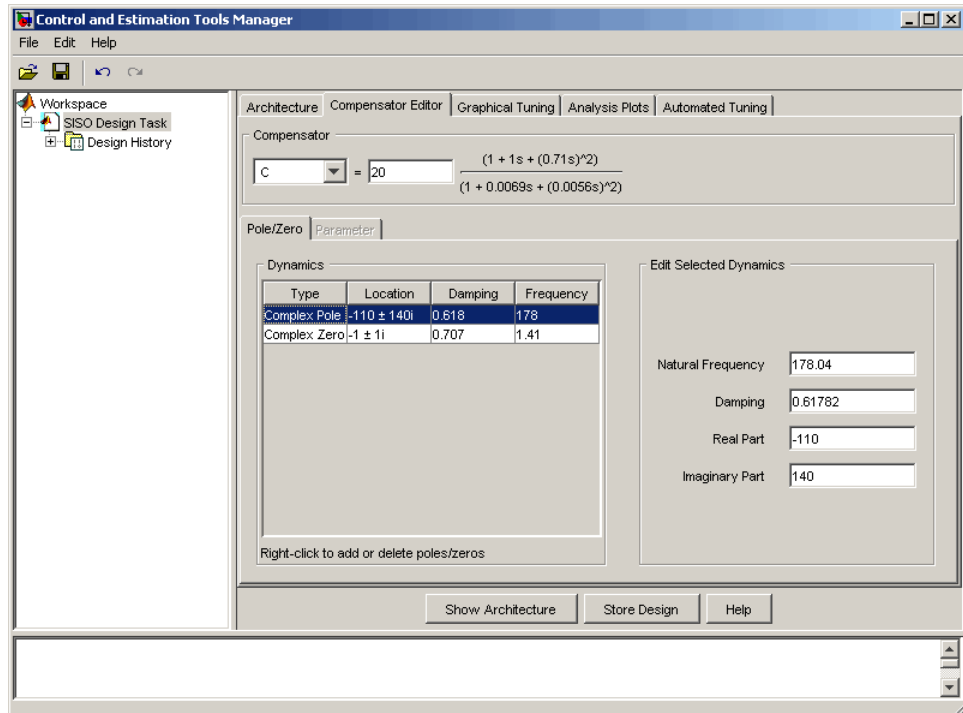 Control and Estimation Tools Manager
File Edit Help
Workspace
SISO Design Task
Design History
Architecture Compensator Editor Graphical Tuning Analysis Plots Automated Tuning
Compensator
C = 20
(1 + 1s + (0.71s)^2)
(1 + 0.0069s + (0.0056s)^2)
Pole/Zero Parameter
Dynamics
Type Location Damping Frequency
Complex Pole -110 ± 140i 0.618 178
Complex Zero -1 ± 1i 0.707 1.41
Right-click to add or delete poles/zeros
Edit Selected Dynamics
Natural Frequency 178.04
Damping 0.61782
Real Part -110
Imaginary Part 140
Show Architecture Store Design Help